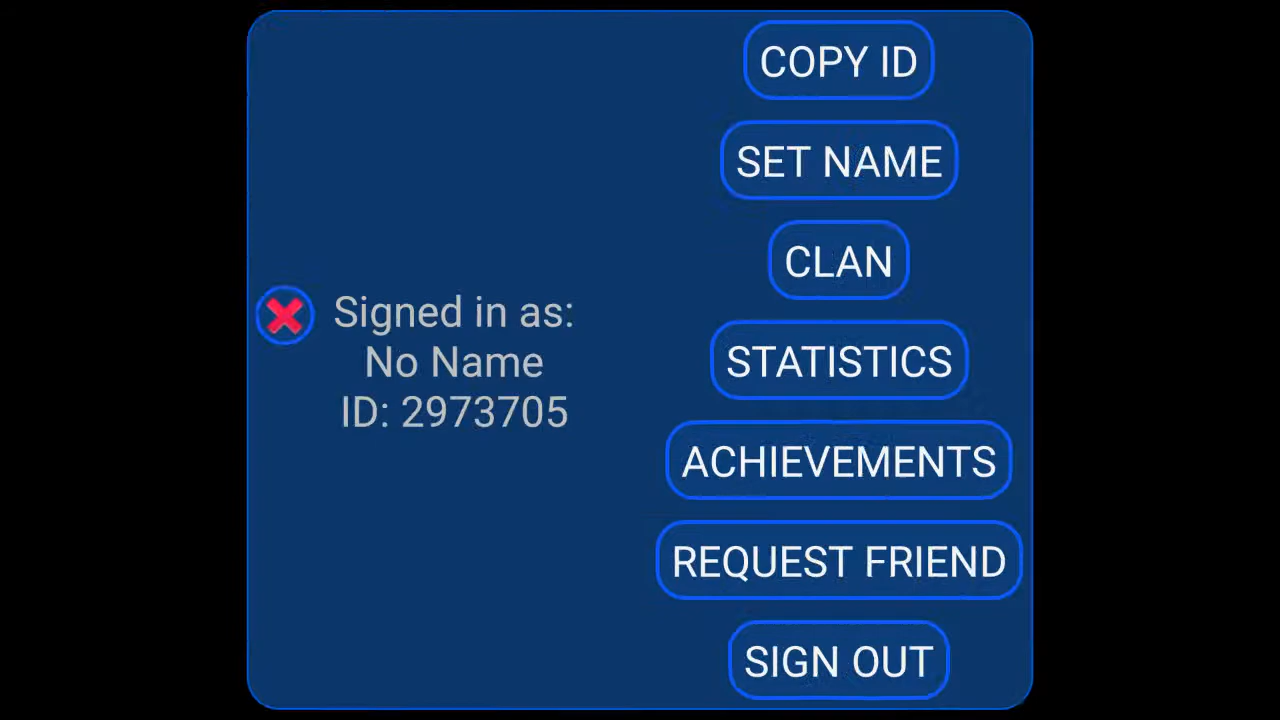 COPY ID
SET NAME
CLAN
Signed in as:
No Name
ID: 2973705
STATISTICS
ACHIEVEMENTS
REQUEST FRIEND
SIGN OUT